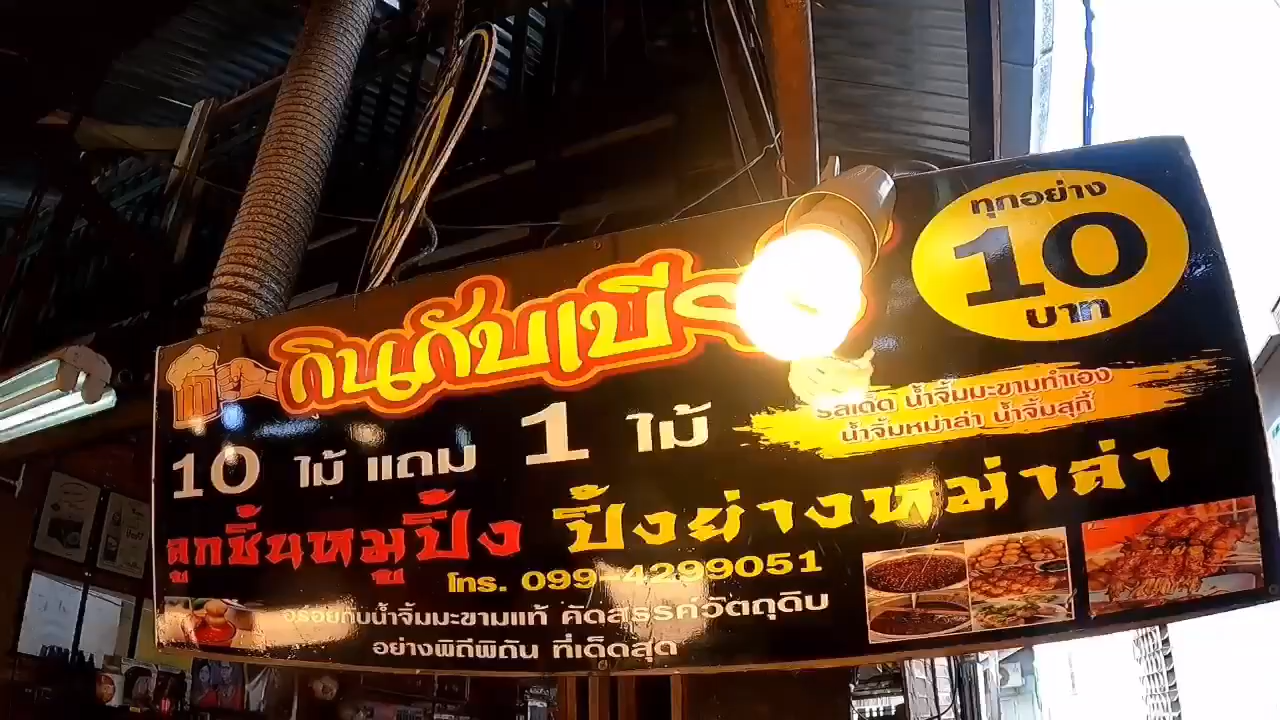 กินกับเบีย
ทุกอย่าง
10
บาท
10 ไม้ แถม 1 ไม้
รสเด็ด น้ำจิ้มมะขามทำเอง
น้ำจิ้มหม่าล่า น้ำจิ้มสุกี้
ลูกชิ้นหมูปิ้ง ปิ้งย่างหม่าล่า
โทร. 099-4299051
อร่อยกับน้ำจิ้มมะขามแท้ คัดสรรค์วัตถุดิบ
อย่างพิถีพิถัน ที่เด็ดสุด